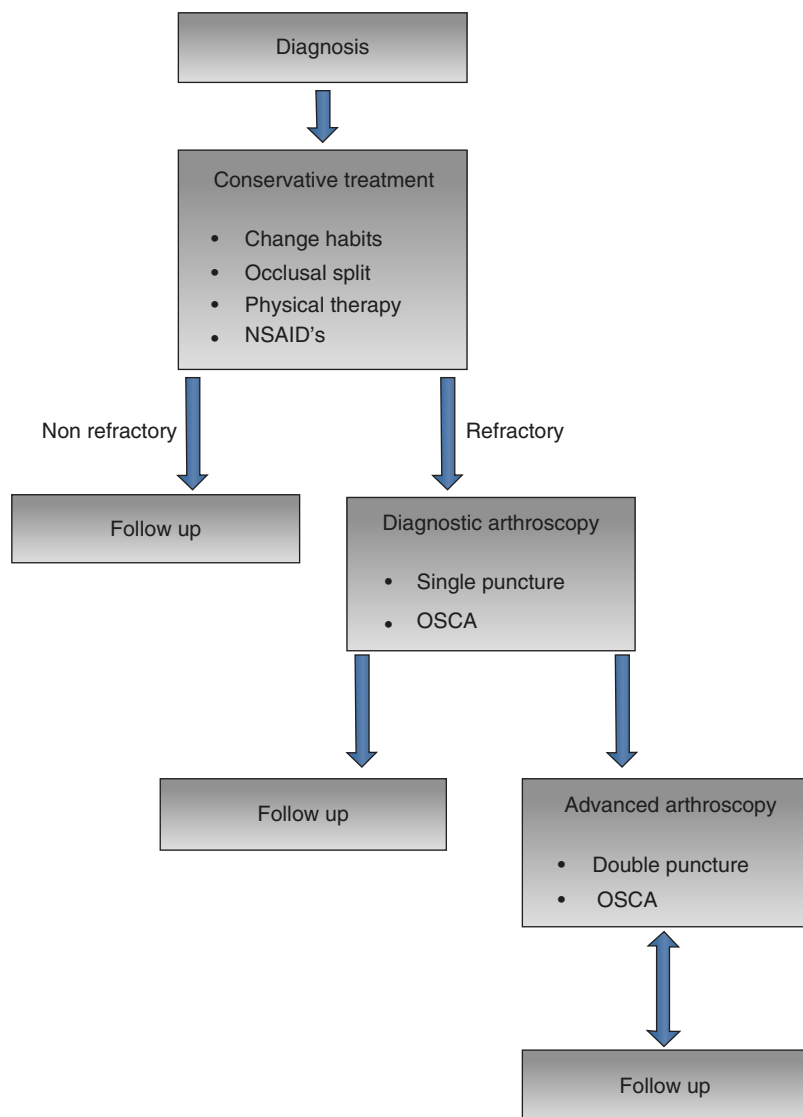 Diagnosis
Conservative treatment
• Change habits
• Occlusal split
• Physical therapy
• NSAID's
Non refractory
Refractory
Follow up
Diagnostic arthroscopy
• Single puncture
• OSCA
Follow up
Advanced arthroscopy
• Double puncture
• OSCA
Follow up